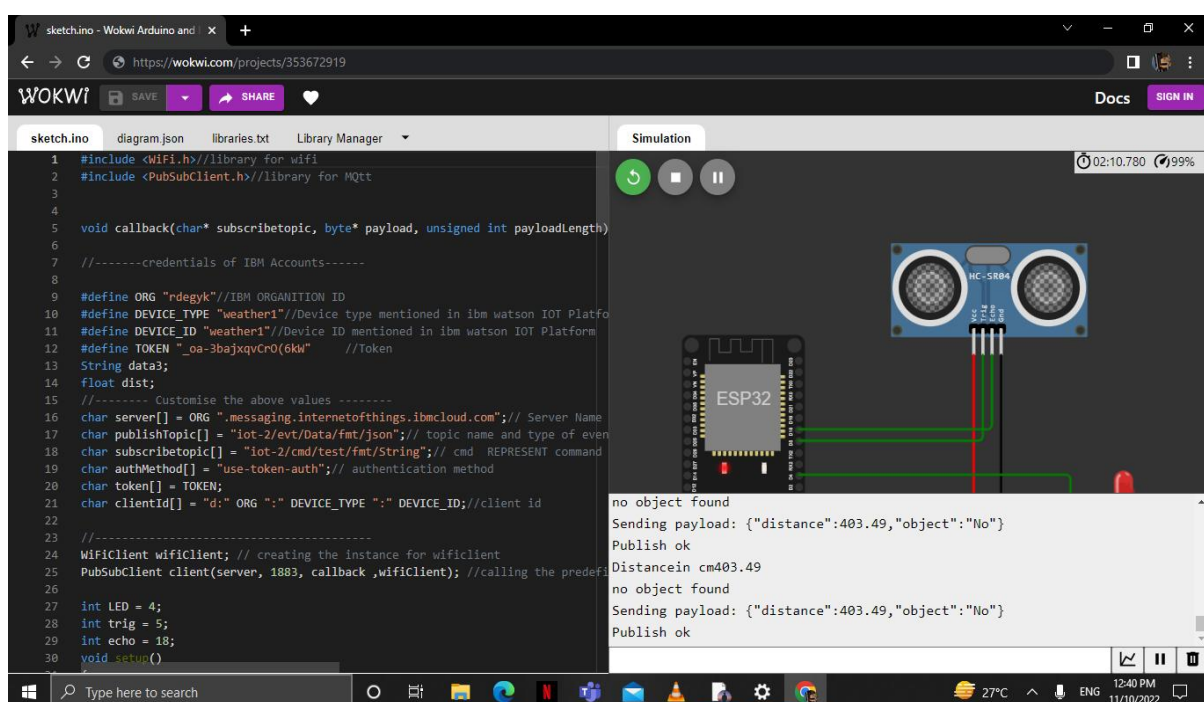 sketch.ino - Wokwi Arduino and
https://wokwi.com/projects/353672919
WOKWi SAVE SHARE Docs SIGN IN
sketch.ino diagram.json libraries.txt Library Manager
1 #include <WiFi.h>//library for wifi
2 #include <PubSubClient.h>//library for MQtt
3
4
5 void callback(char* subscribetopic, byte* payload, unsigned int payloadLength)
6
7 //-------credentials of IBM Accounts------
8
9 #define ORG "rdegyk"//IBM ORGANITION ID
10 #define DEVICE_TYPE "weather1"//Device type mentioned in ibm watson IOT Platfo
11 #define DEVICE_ID "weather1"//Device ID mentioned in ibm watson IOT Platform
12 #define TOKEN "_oa-3bajxqvCrO(6kW" //Token
13 String data3;
14 float dist;
15 //-------- Customise the above values --------
16 char server[] = ORG ".messaging.internetofthings.ibmcloud.com";// Server Name
17 char publishTopic[] = "iot-2/evt/Data/fmt/json";// topic name and type of even
18 char subscribetopic[] = "iot-2/cmd/test/fmt/String";// cmd REPRESENT command
19 char authMethod[] = "use-token-auth";// authentication method
20 char token[] = TOKEN;
21 char clientId[] = "d:" ORG ":" DEVICE_TYPE ":" DEVICE_ID;//client id
22
23 //-----------------------------------------
24 WiFiClient wifiClient; // creating the instance for wificlient
25 PubSubClient client(server, 1883, callback ,wifiClient); //calling the predefi
26
27 int LED = 4;
28 int trig = 5;
29 int echo = 18;
30 void setup()
Simulation
02:10.780 99%
HC-SR04
Vcc
Trig
Echo
Gnd
ESP32
no object found
Sending payload: {"distance":403.49,"object":"No"}
Publish ok
Distancein cm403.49
no object found
Sending payload: {"distance":403.49,"object":"No"}
Publish ok
Type here to search
27°C ENG 12:40 PM
11/10/2022